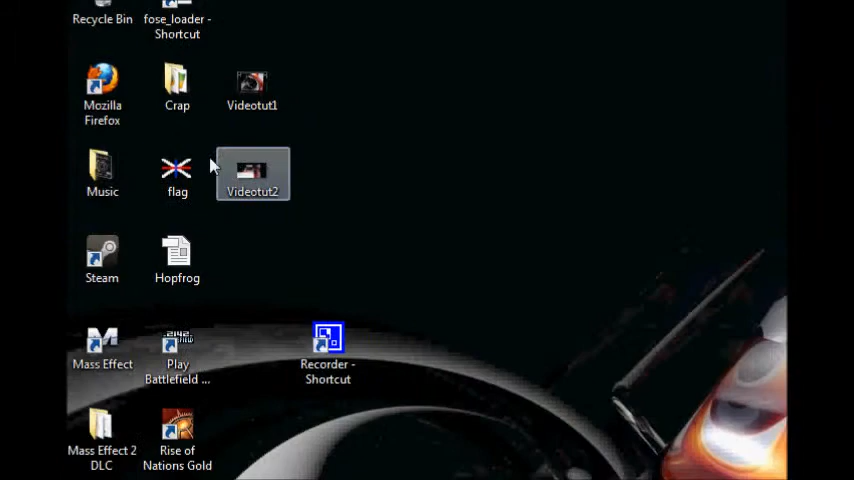 Recycle Bin
fose_loader -
Shortcut
Mozilla
Firefox
Crap
Videotut1
Music
flag
Videotut2
Steam
Hopfrog
Mass Effect
Play
Battlefield ...
Recorder -
Shortcut
Mass Effect 2
DLC
Rise of
Nations Gold